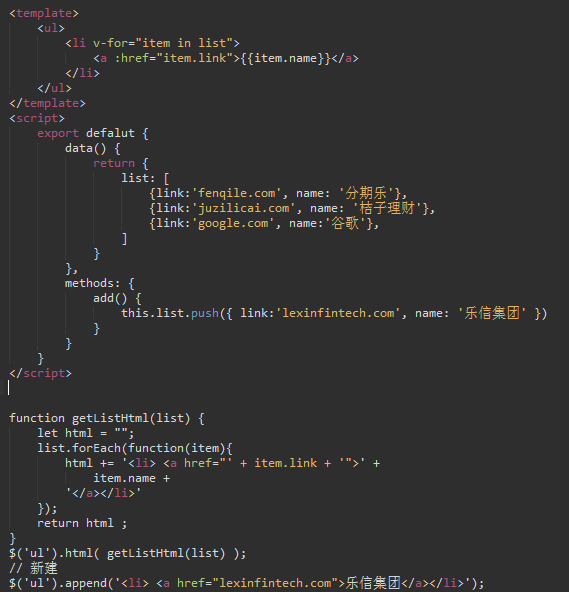 <template>
    <ul>
        <li v-for="item in list">
            <a :href="item.link">{{item.name}}</a>
        </li>
    </ul>
</template>
<script>
    export defalut {
        data() {
            return {
                list: [
                    {link:'fenqile.com', name: '分期乐'},
                    {link:'juzilicai.com', name: '桔子理财'},
                    {link:'google.com', name:'谷歌'},
                ]
            }
        },
        methods: {
            add() {
                this.list.push({ link:'lexinfintech.com', name: '乐信集团' })
            }
        }
    }
</script>
function getListHtml(list) {
    let html = "";
    list.forEach(function(item){
        html += '<li> <a href="' + item.link + '">' +
            item.name +
        '</a></li>'
    });
    return html ;
}
$('ul').html( getListHtml(list) );
// 新建
$('ul').append('<li> <a href="lexinfintech.com">乐信集团</a></li>');